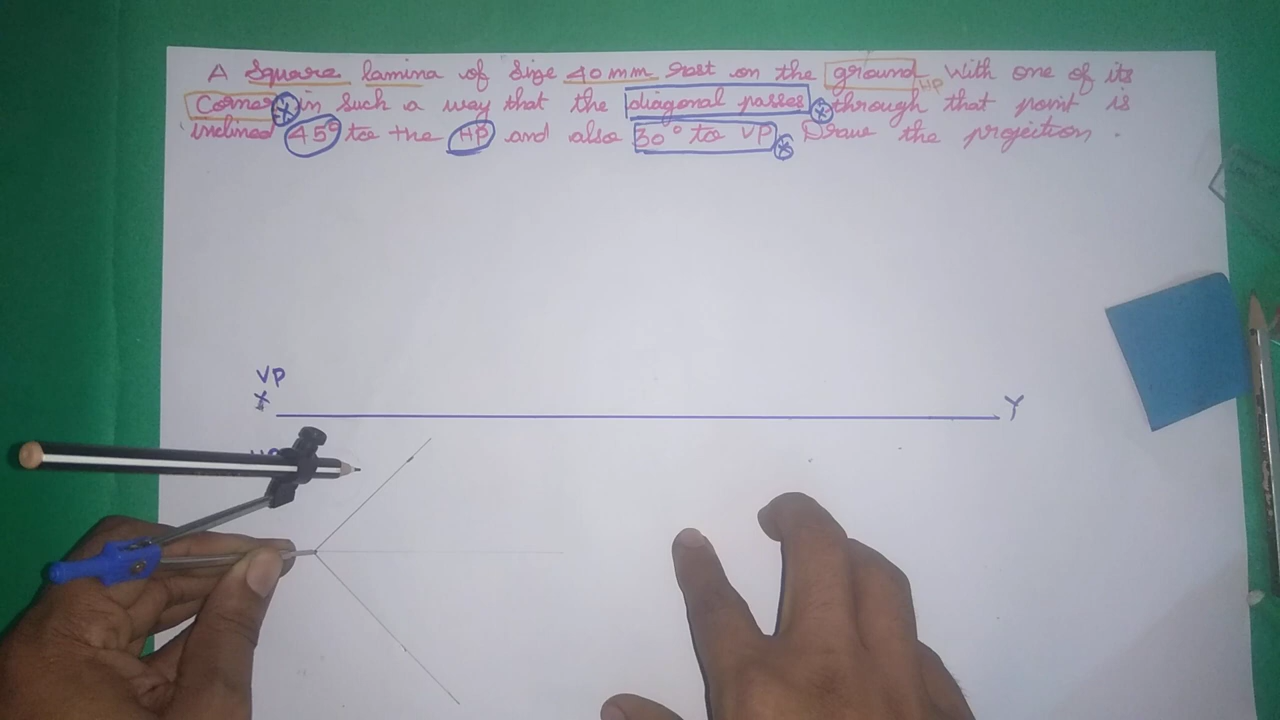 A Square lamina of Size 40mm rest on the ground with one of its
HP
Corner in such a way that the diagonal passes through that point is
inclined 45° to the HP and also 30° to VP. Draw the projection.
VP
X
Y